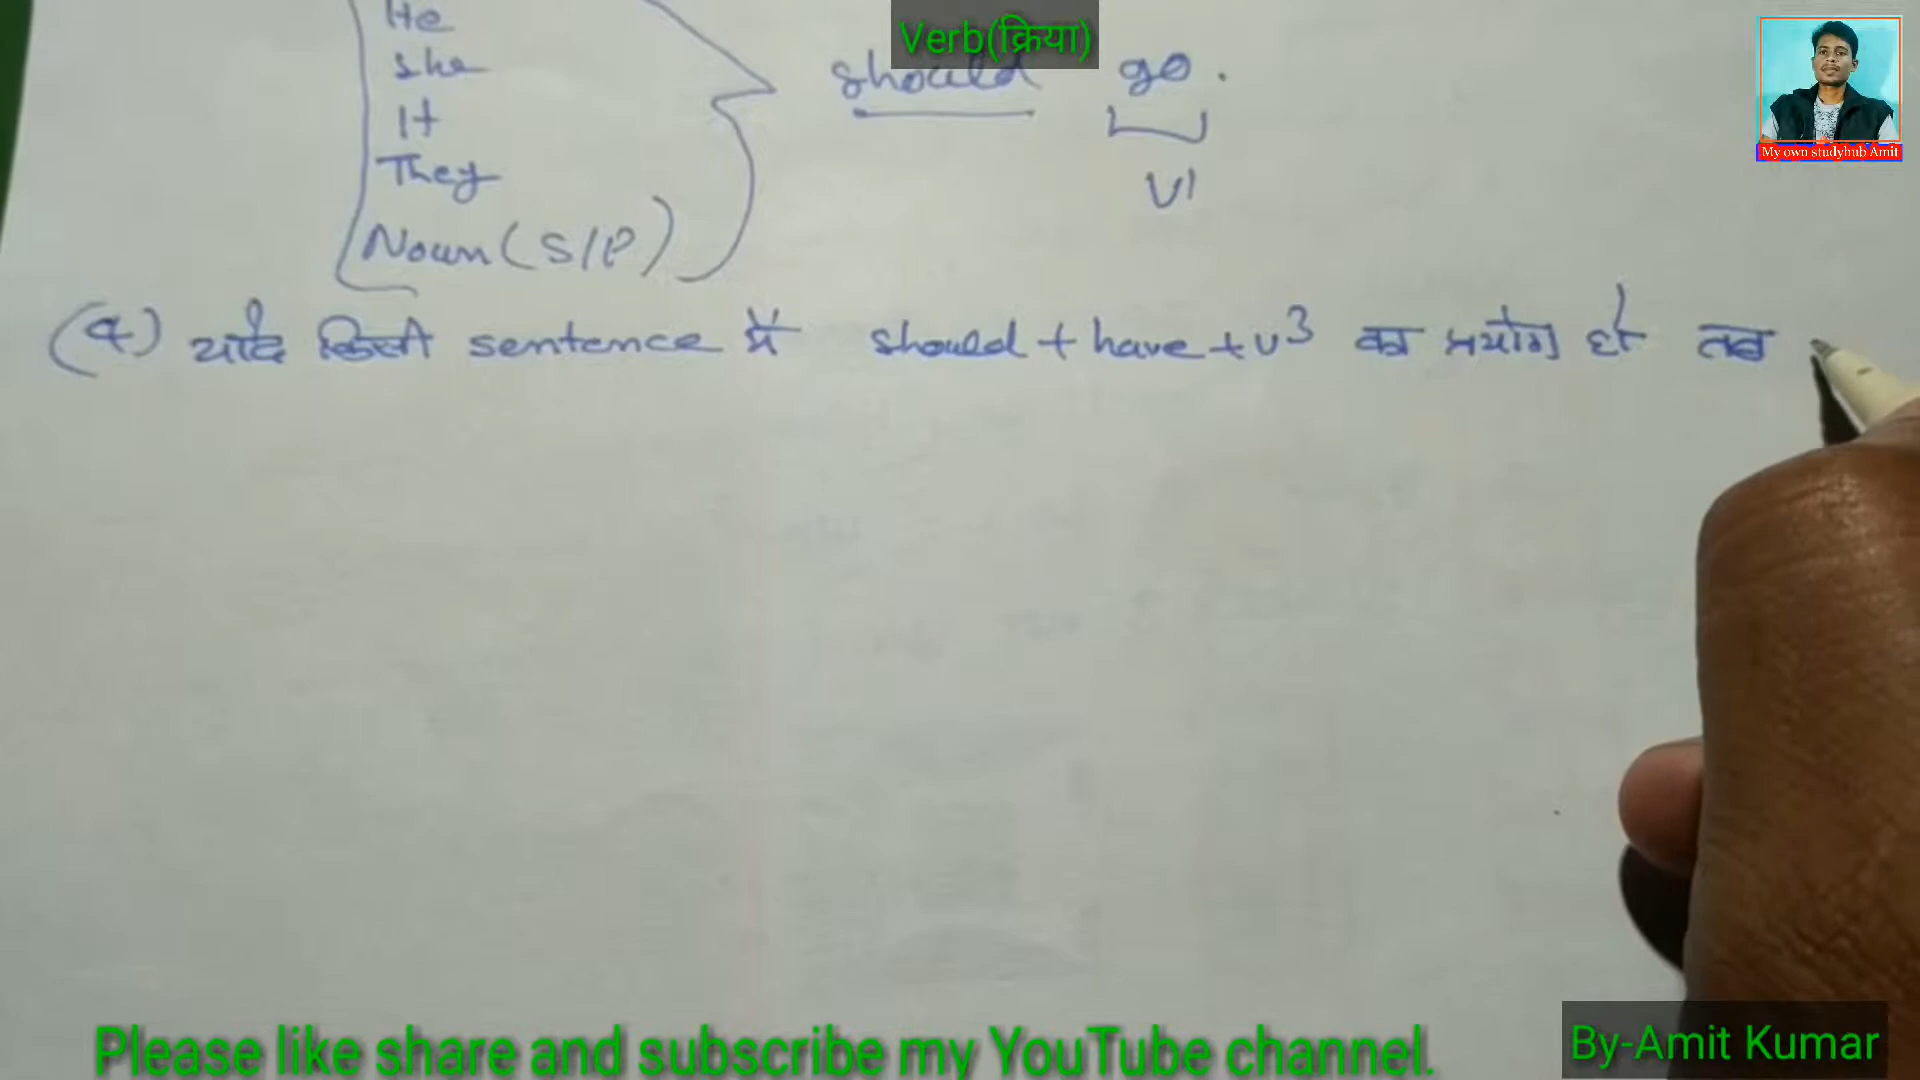 He
Verb(क्रिया)
She
should go.
It
They
V1
Noun (S/P)
My own studyhub Amit
(4) यदि किसी sentence में should + have + v3 का प्रयोग हो तब
Please like share and subscribe my YouTube channel.
By-Amit Kumar